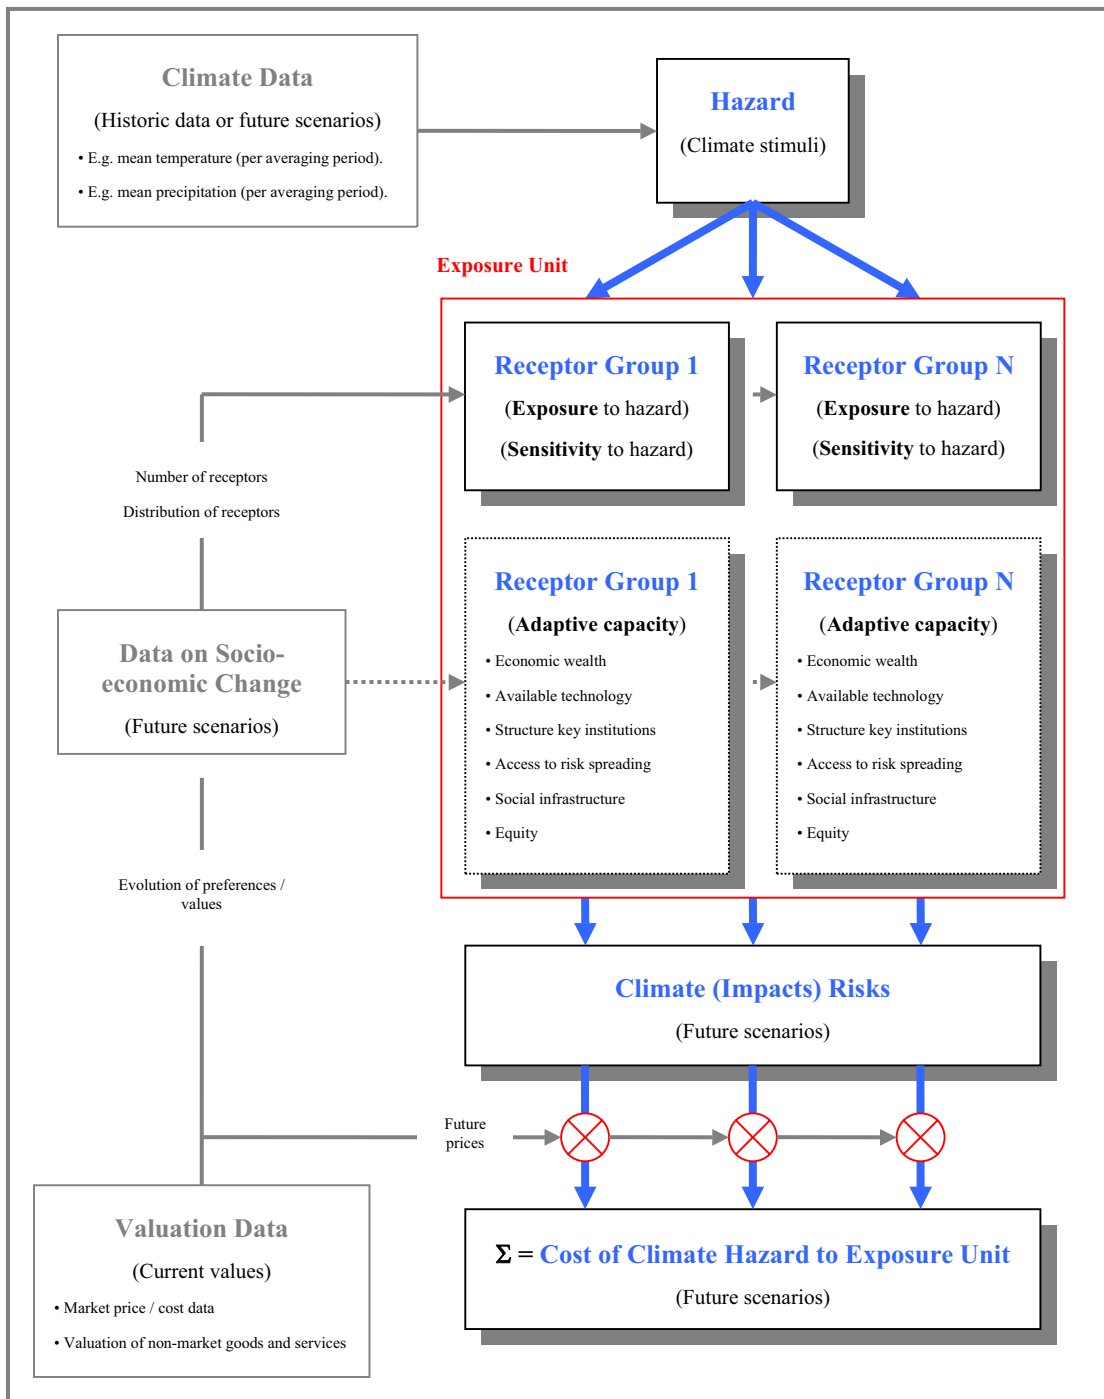 Climate Data
(Historic data or future scenarios)
• E.g. mean temperature (per averaging period).
• E.g. mean precipitation (per averaging period).
Hazard
(Climate stimuli)
Exposure Unit
Receptor Group 1
(Exposure to hazard)
(Sensitivity to hazard)
Receptor Group N
(Exposure to hazard)
(Sensitivity to hazard)
Number of receptors
Distribution of receptors
Data on Socio-
economic Change
(Future scenarios)
Receptor Group 1
(Adaptive capacity)
• Economic wealth
• Available technology
• Structure key institutions
• Access to risk spreading
• Social infrastructure
• Equity
Receptor Group N
(Adaptive capacity)
• Economic wealth
• Available technology
• Structure key institutions
• Access to risk spreading
• Social infrastructure
• Equity
Evolution of preferences /
values
Climate (Impacts) Risks
(Future scenarios)
Future
prices
Valuation Data
(Current values)
• Market price / cost data
• Valuation of non-market goods and services
Σ = Cost of Climate Hazard to Exposure Unit
(Future scenarios)